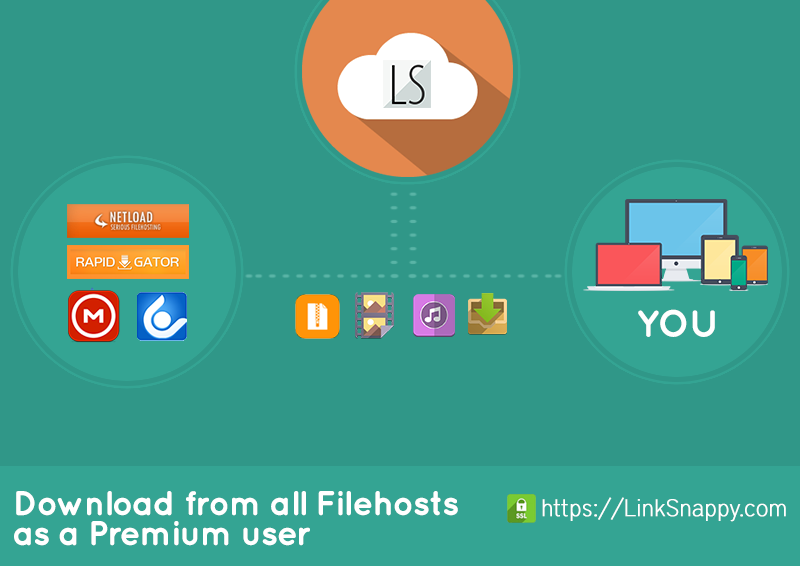 LS
NETLOAD
SERIOUS FILEHOSTING
RAPID GATOR
M
YOU
Download from all Filehosts
as a Premium user
SSL
https://LinkSnappy.com